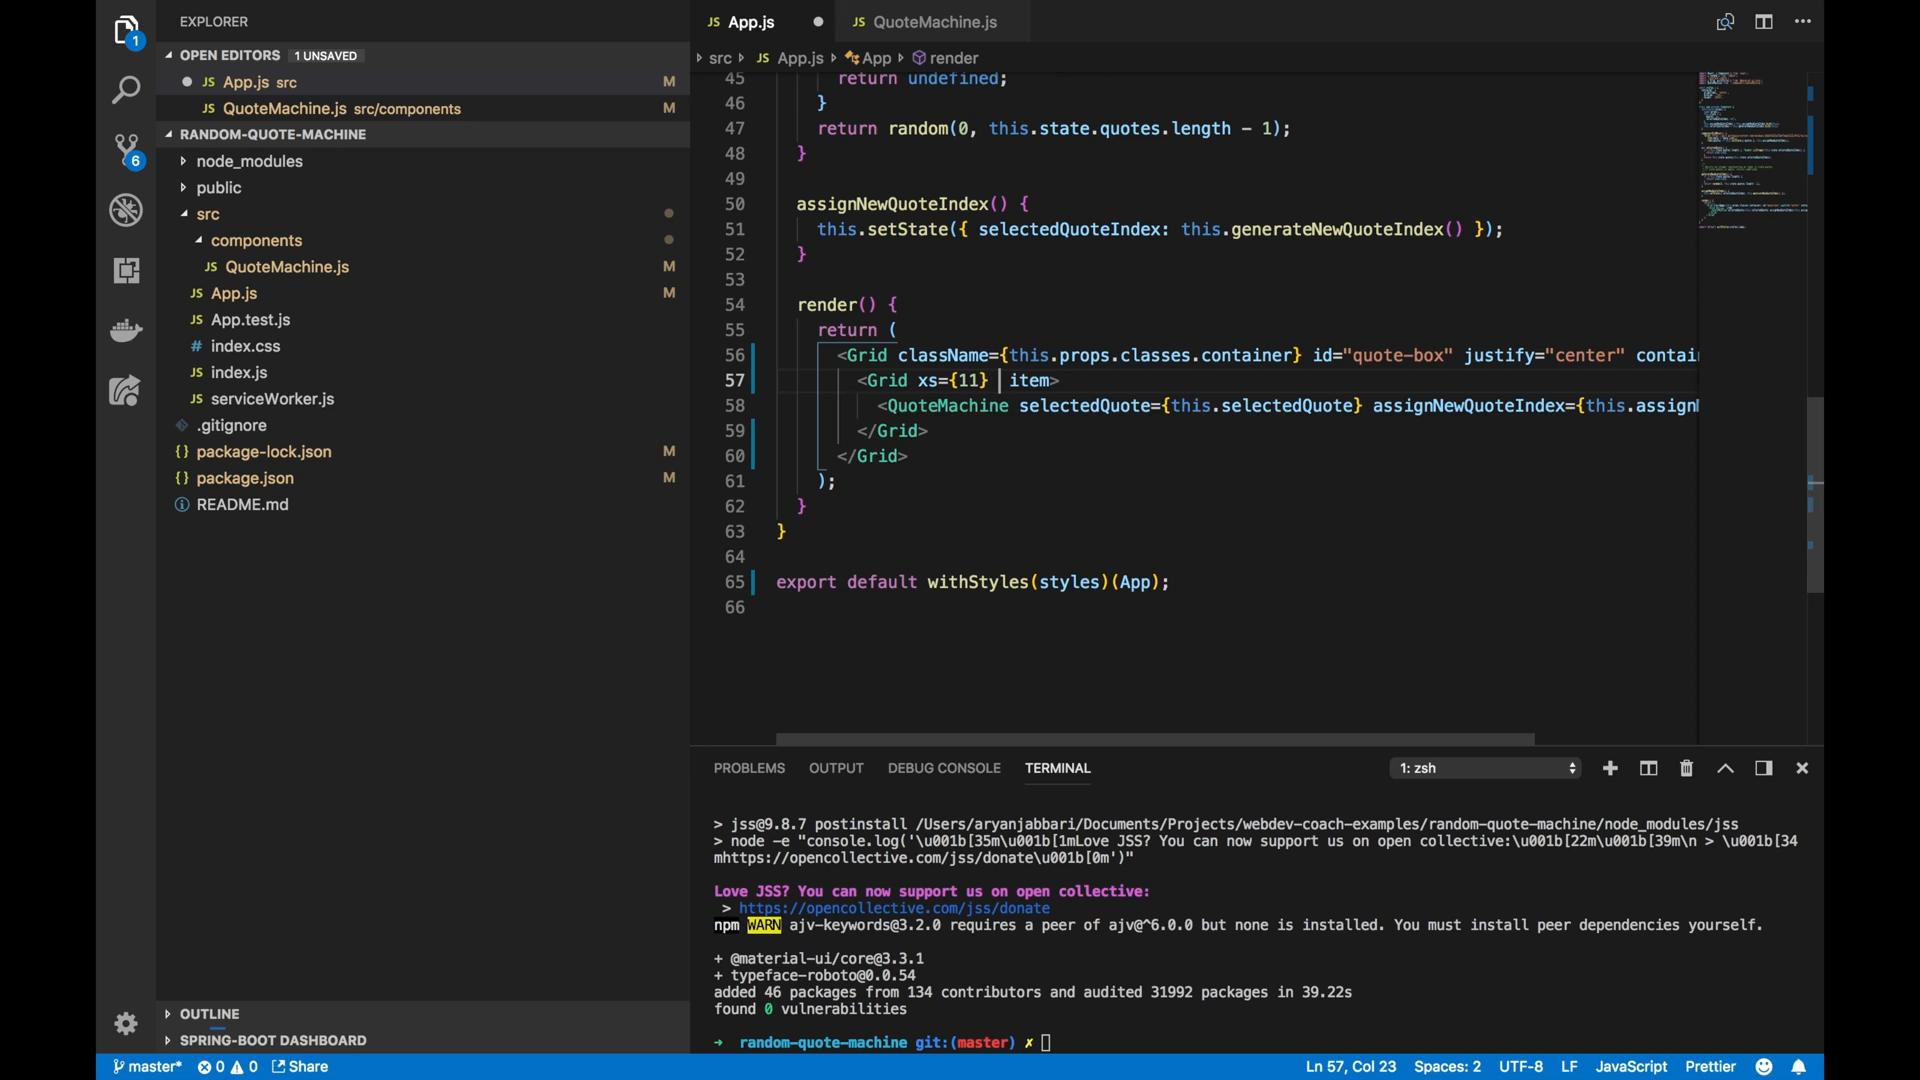 EXPLORER
OPEN EDITORS 1 UNSAVED
JS App.js src M
JS QuoteMachine.js src/components M
RANDOM-QUOTE-MACHINE
node_modules
public
src
components
JS QuoteMachine.js M
JS App.js M
JS App.test.js
# index.css
JS index.js
JS serviceWorker.js
.gitignore
{} package-lock.json M
{} package.json M
README.md
OUTLINE
SPRING-BOOT DASHBOARD
1
6
JS App.js
JS QuoteMachine.js
src JS App.js App render
45 return undefined;
46 }
47 return random(0, this.state.quotes.length - 1);
48 }
49
50 assignNewQuoteIndex() {
51 this.setState({ selectedQuoteIndex: this.generateNewQuoteIndex() });
52 }
53
54 render() {
55 return (
56 <Grid className={this.props.classes.container} id="quote-box" justify="center" contai
57 <Grid xs={11} item>
58 <QuoteMachine selectedQuote={this.selectedQuote} assignNewQuoteIndex={this.assign
59 </Grid>
60 </Grid>
61 );
62 }
63 }
64
65 export default withStyles(styles)(App);
66
PROBLEMS OUTPUT DEBUG CONSOLE TERMINAL 1: zsh
> jss@9.8.7 postinstall /Users/aryanjabbari/Documents/Projects/webdev-coach-examples/random-quote-machine/node_modules/jss
> node -e "console.log('\u001b[35m\u001b[1mLove JSS? You can now support us on open collective:\u001b[22m\u001b[39m\n > \u001b[34
mhttps://opencollective.com/jss/donate\u001b[0m')"
Love JSS? You can now support us on open collective:
> https://opencollective.com/jss/donate
npm WARN ajv-keywords@3.2.0 requires a peer of ajv@^6.0.0 but none is installed. You must install peer dependencies yourself.
+ @material-ui/core@3.3.1
+ typeface-roboto@0.0.54
added 46 packages from 134 contributors and audited 31992 packages in 39.22s
found 0 vulnerabilities
→ random-quote-machine git:(master) ✗
master* 0 0 Share Ln 57, Col 23 Spaces: 2 UTF-8 LF JavaScript Prettier